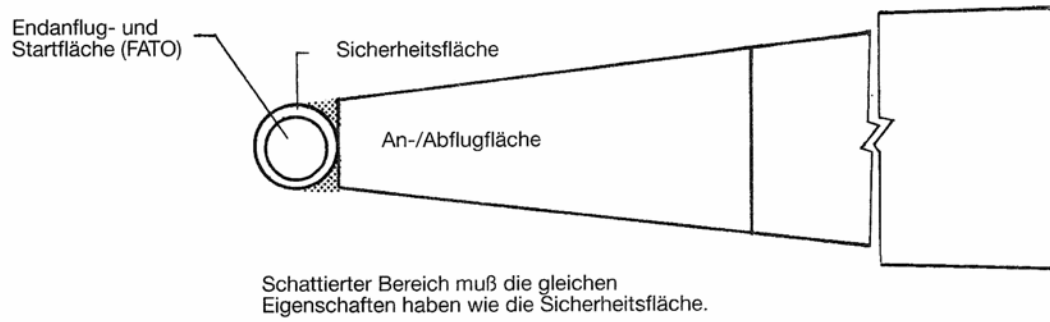 Endanflug- und
Startfläche (FATO)
Sicherheitsfläche
An-/Abflugfläche
Schattierter Bereich muß die gleichen
Eigenschaften haben wie die Sicherheitsfläche.